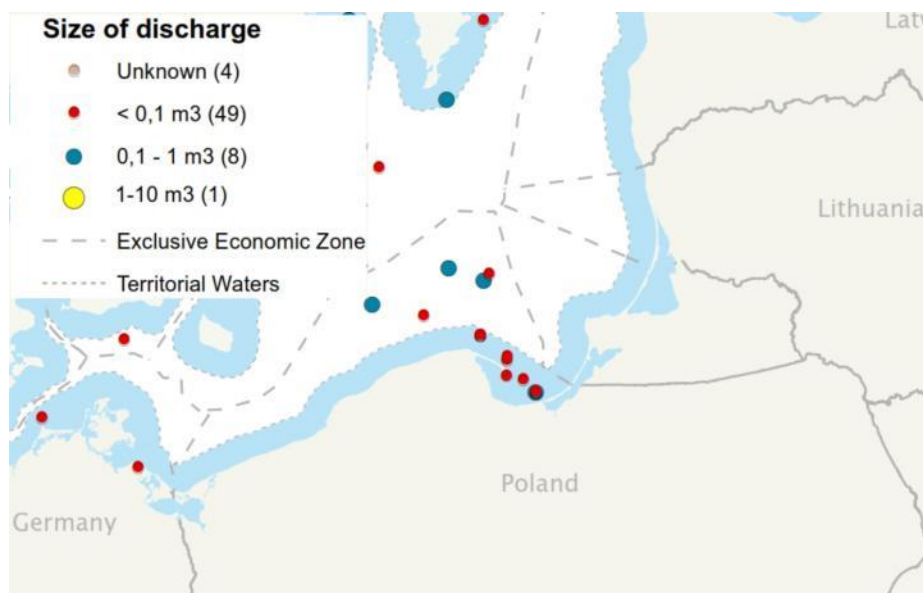 Size of discharge
Unknown (4)
< 0,1 m3 (49)
0,1 - 1 m3 (8)
1-10 m3 (1)
Exclusive Economic Zone
Territorial Waters
Lithuania
Poland
Germany